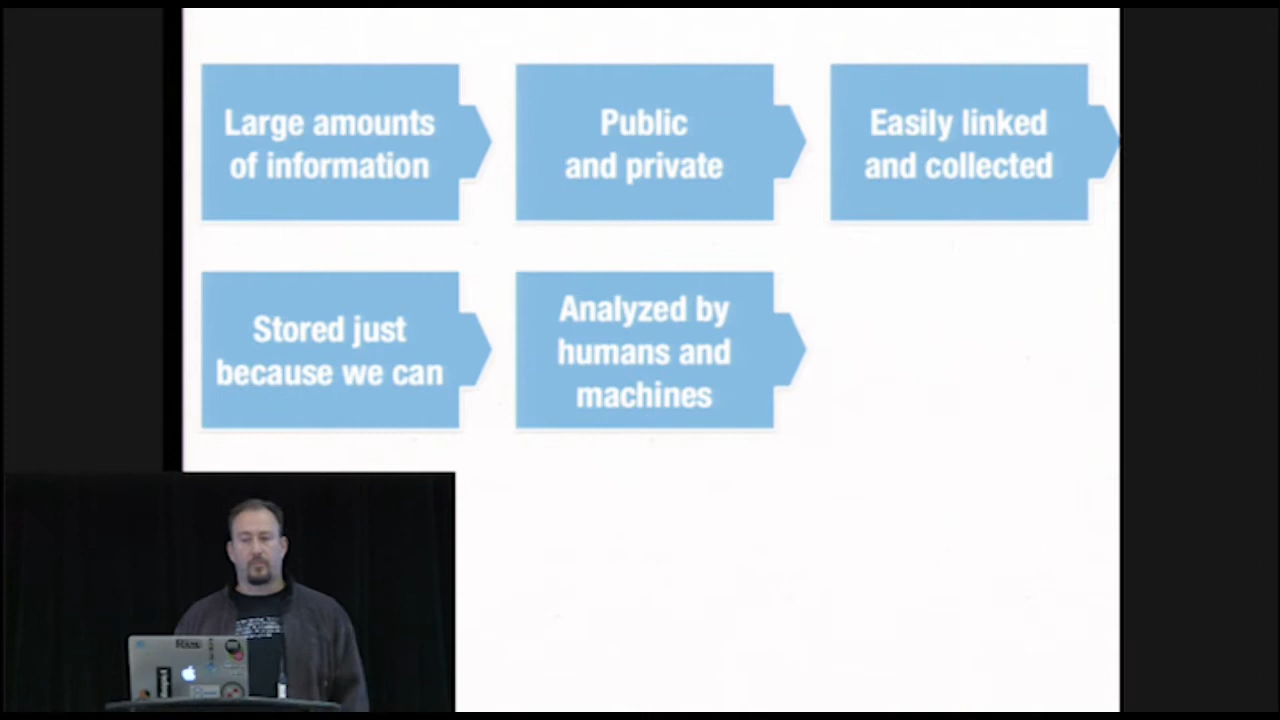 Large amounts
of information
Public
and private
Easily linked
and collected
Stored just
because we can
Analyzed by
humans and
machines